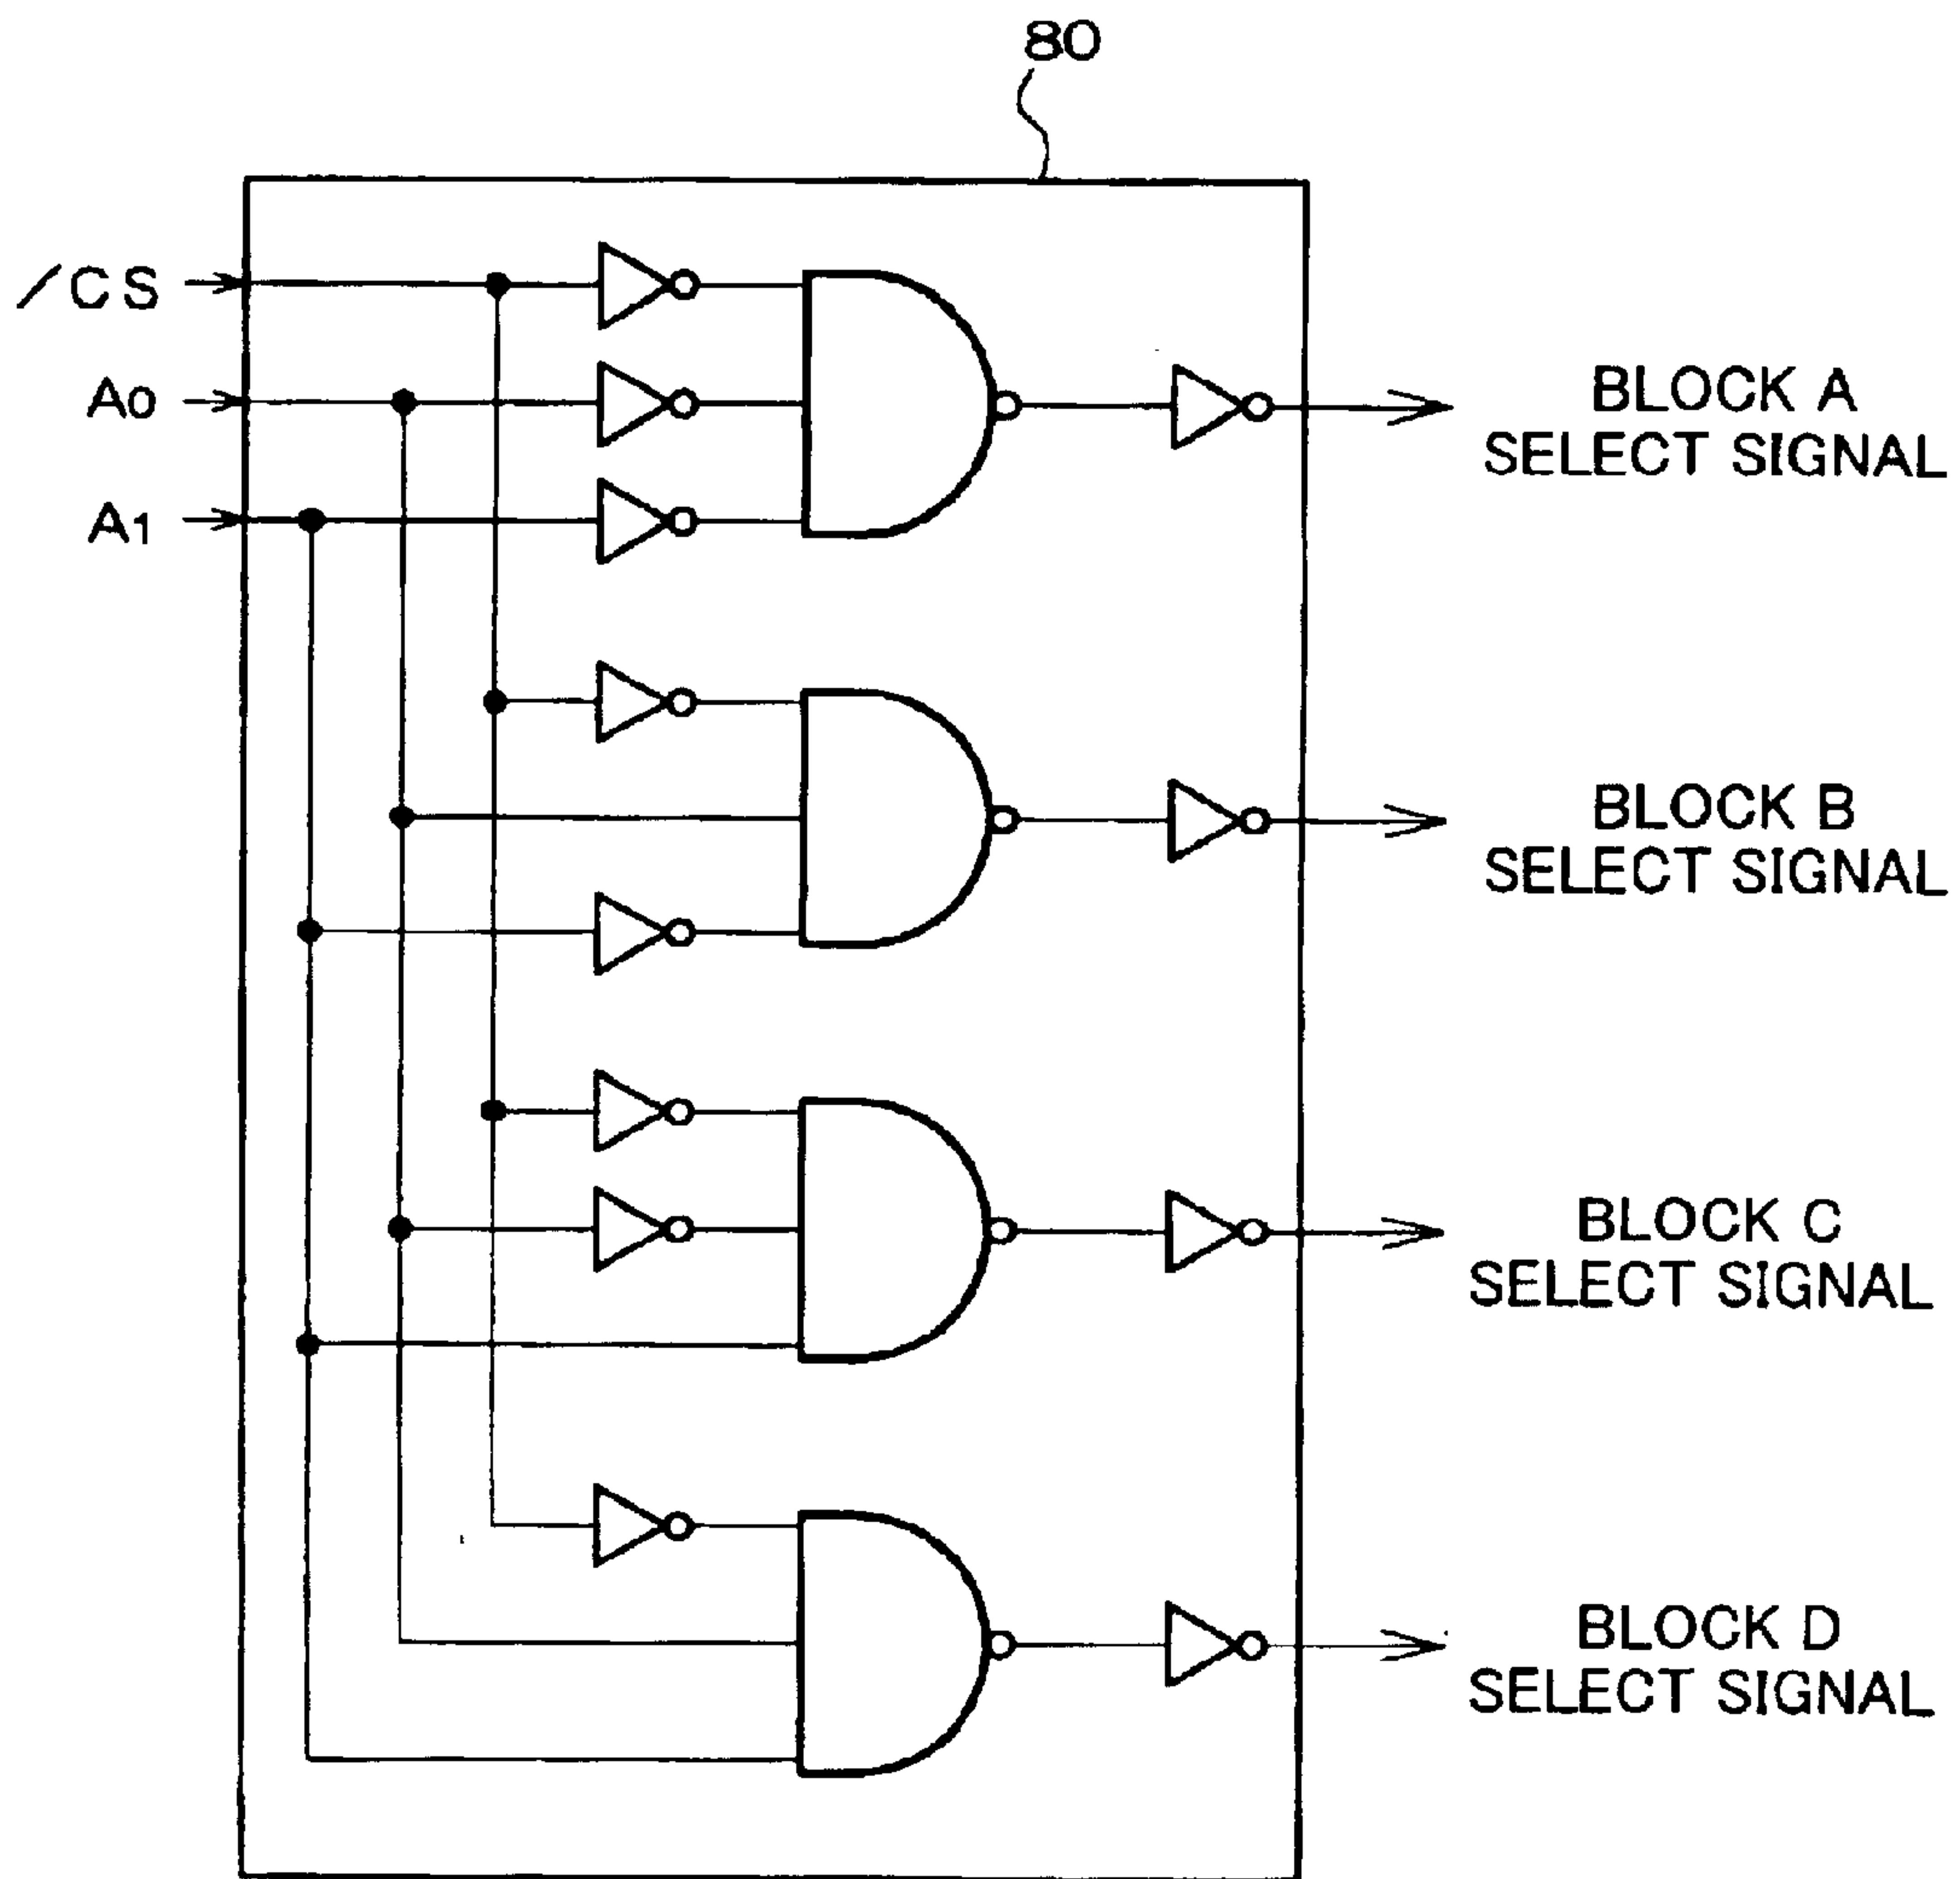 80
/CS
A0
A1
BLOCK A
SELECT SIGNAL
BLOCK B
SELECT SIGNAL
BLOCK C
SELECT SIGNAL
BLOCK D
SELECT SIGNAL